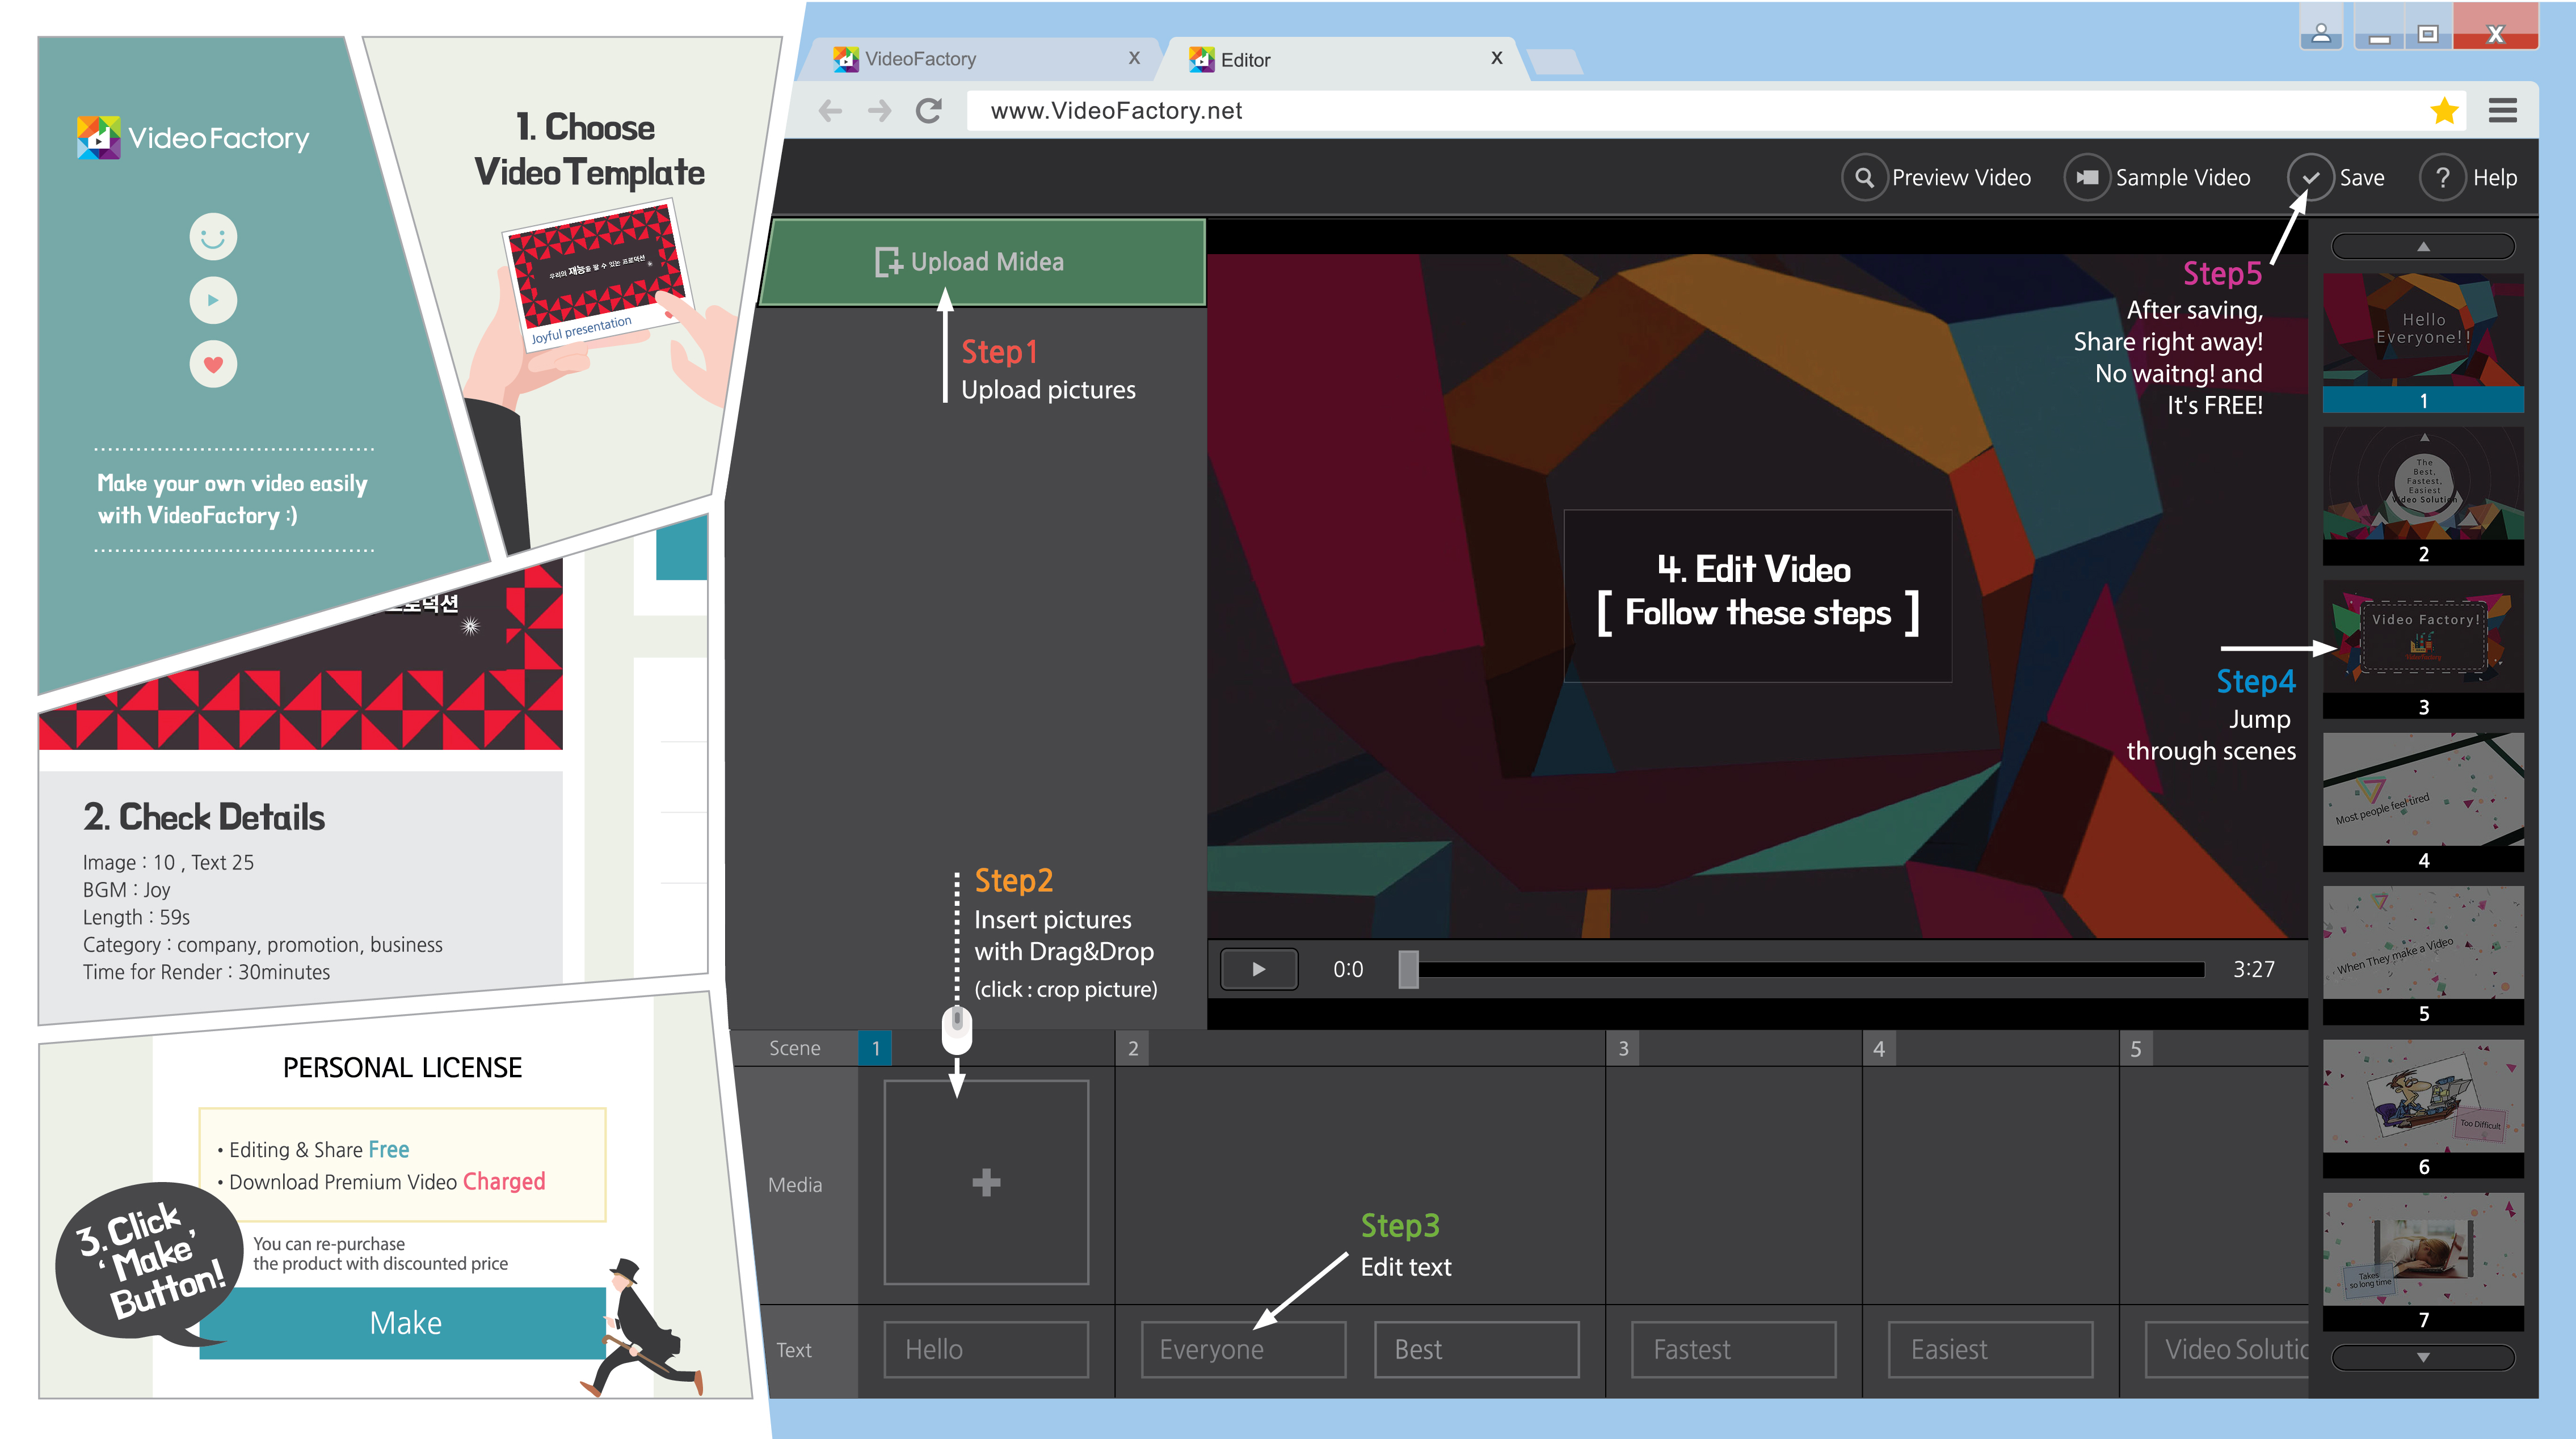 VideoFactory
Make your own video easily
with VideoFactory :)
1. Choose
Video Template
우리의 재능을 팔 수 있는 프로덕션
Joyful presentation
프로덕션
2. Check Details
Image : 10 , Text 25
BGM : Joy
Length : 59s
Category : company, promotion, business
Time for Render : 30minutes
PERSONAL LICENSE
• Editing & Share Free
• Download Premium Video Charged
3. Click
'Make'
Button!
You can re-purchase
the product with discounted price
Make
VideoFactory X
Editor X
www.VideoFactory.net
X
Preview Video
Sample Video
Save
? Help
Upload Midea
Step1
Upload pictures
Step2
Insert pictures
with Drag&Drop
(click : crop picture)
4. Edit Video
[ Follow these steps ]
Step5
After saving,
Share right away!
No waitng! and
It's FREE!
Step4
Jump
through scenes
0:0
3:27
Scene 1 2 3 4 5
Media
Step3
Edit text
Text
Hello
Everyone
Best
Fastest
Easiest
Video Solutio
Hello
Everyone!!
1
The
Best,
Fastest,
Easiest
Video Solution
2
Video Factory!
VideoFactory
3
Most people feel tired
4
When They make a Video
5
Too Difficult
6
Takes
so long time
7